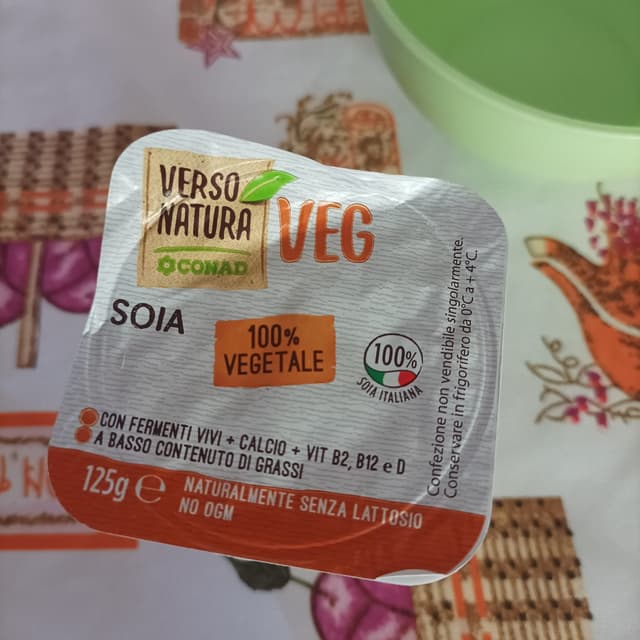 VERSO
NATURA
CONAD
VEG
SOIA
100%
VEGETALE
100%
SOIA ITALIANA
CON FERMENTI VIVI + CALCIO + VIT B2, B12 e D
A BASSO CONTENUTO DI GRASSI
125g ℮
NATURALMENTE SENZA LATTOSIO
NO OGM
Confezione non vendibile singolarmente.
Conservare in frigorifero da 0°C a + 4°C.